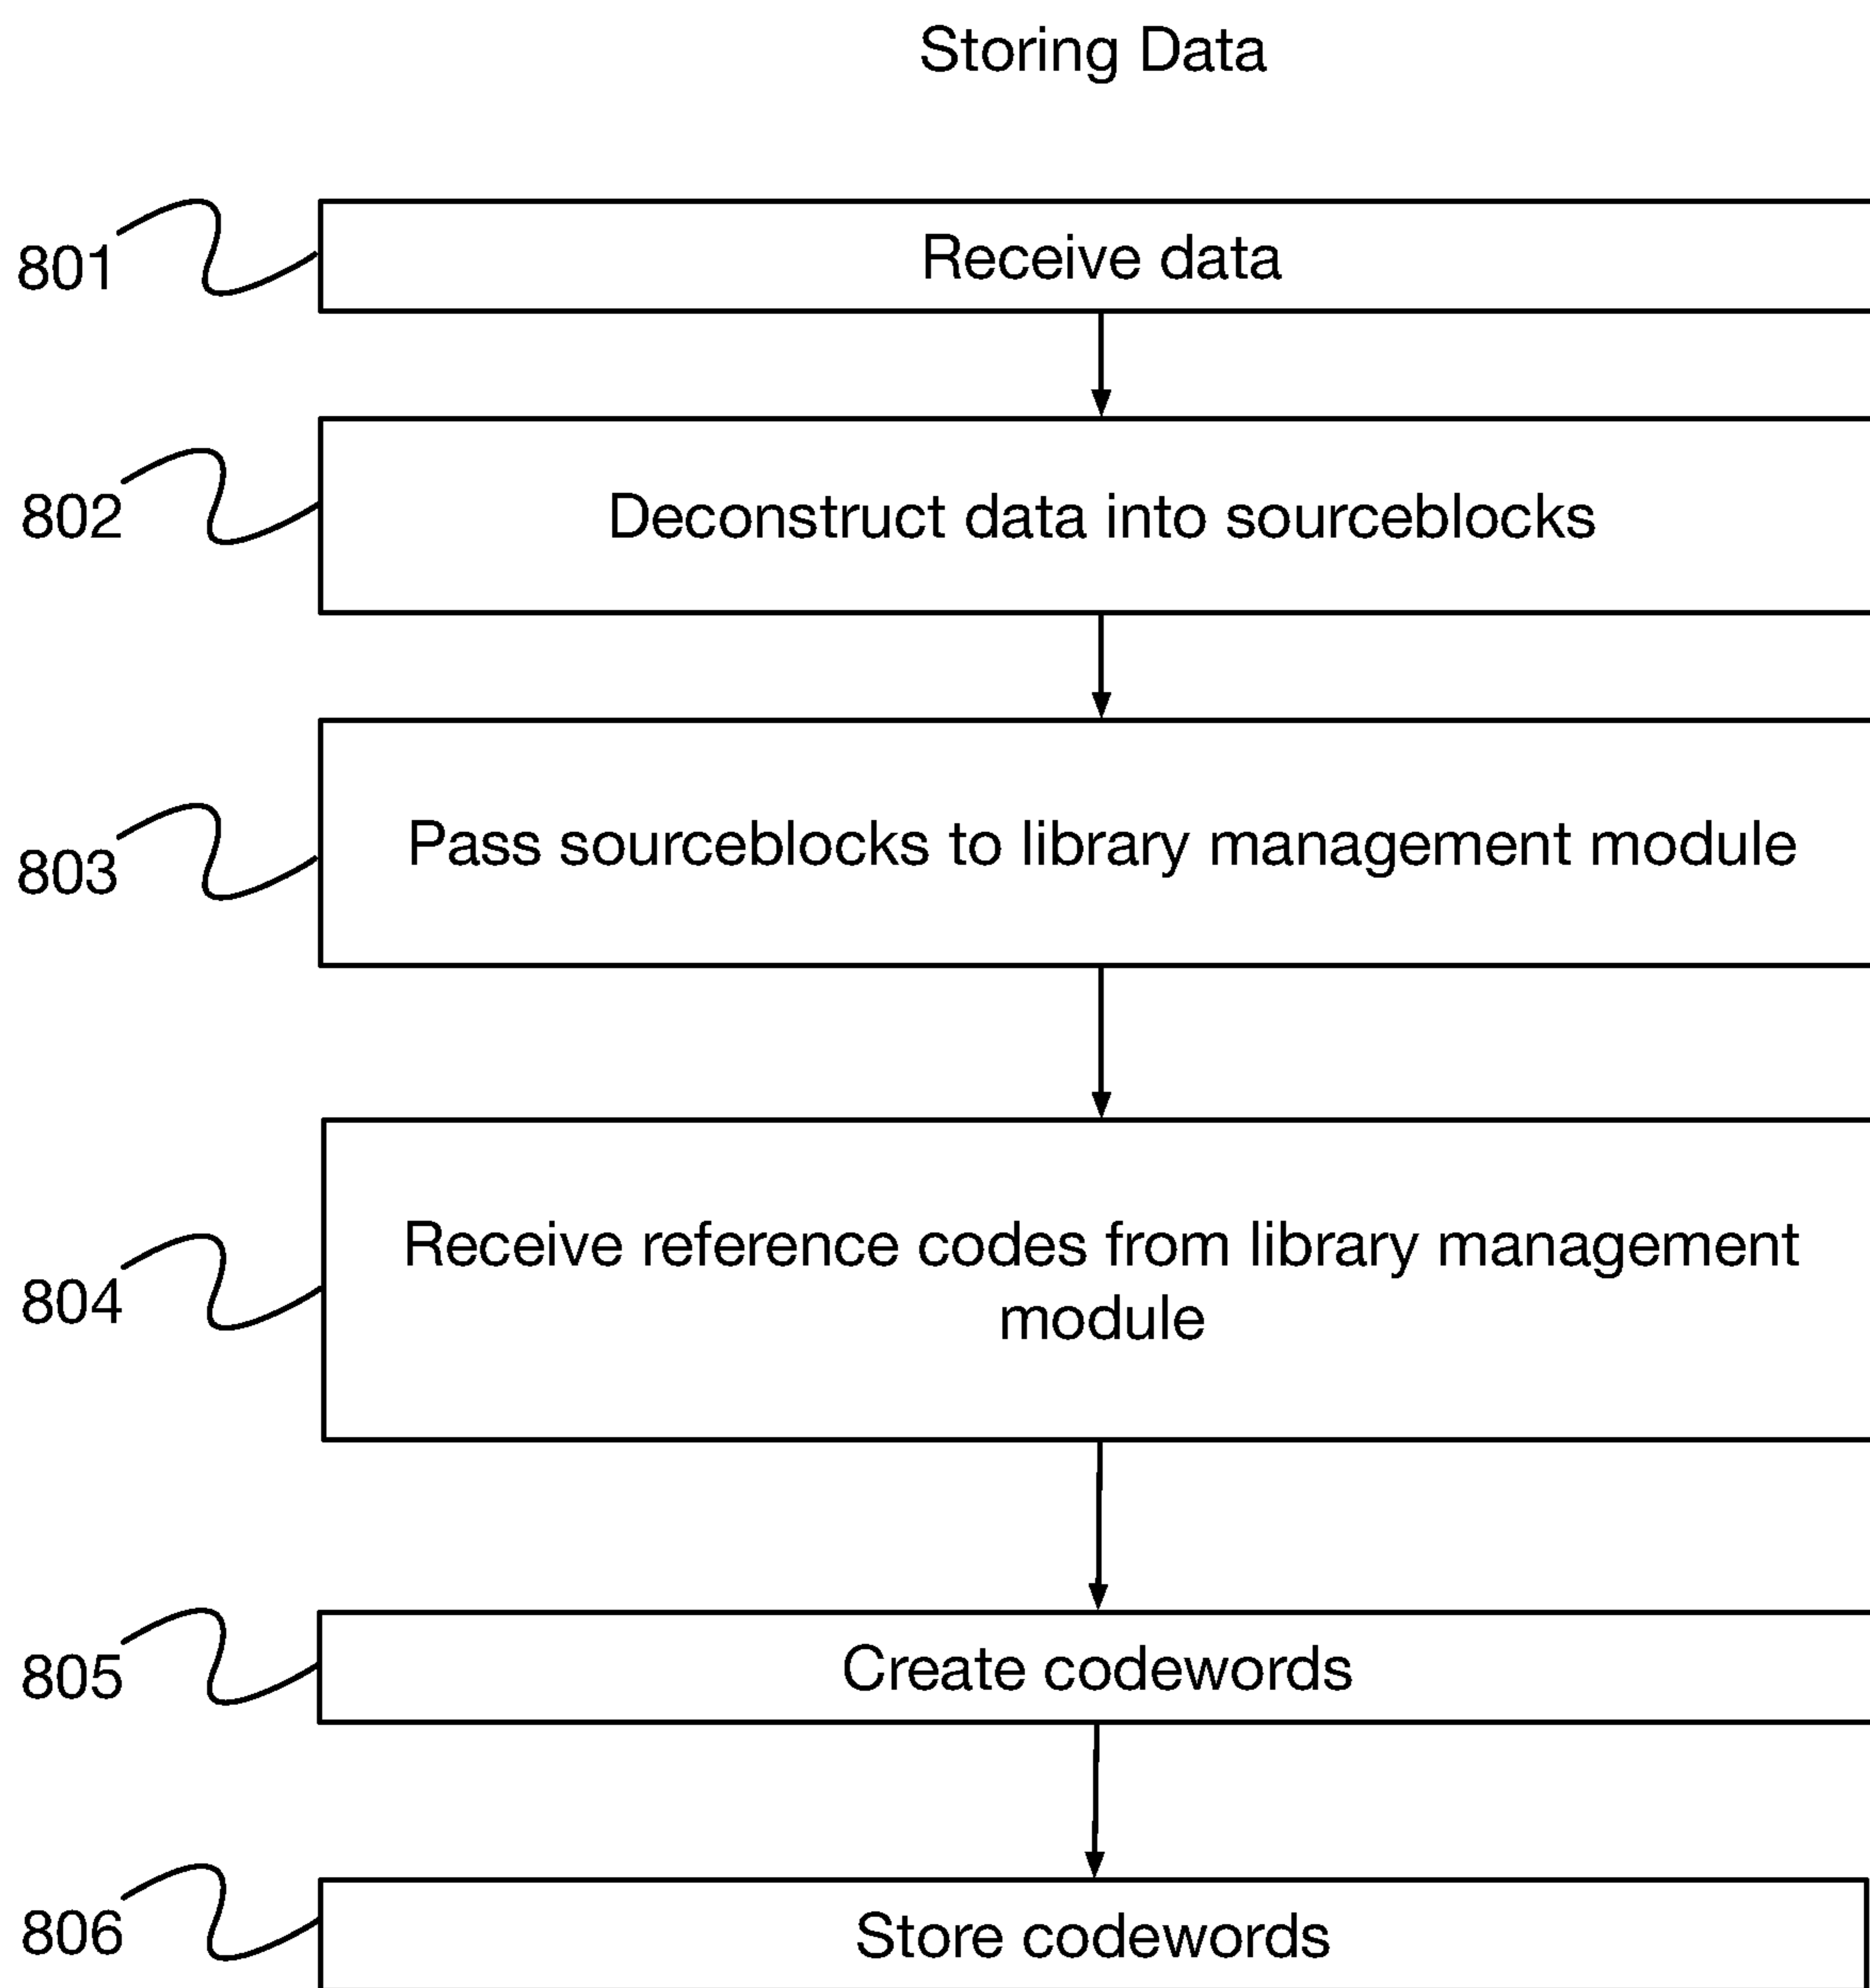 Storing Data
801
Receive data
802
Deconstruct data into sourceblocks
803
Pass sourceblocks to library management module
804
Receive reference codes from library management
module
805
Create codewords
806
Store codewords